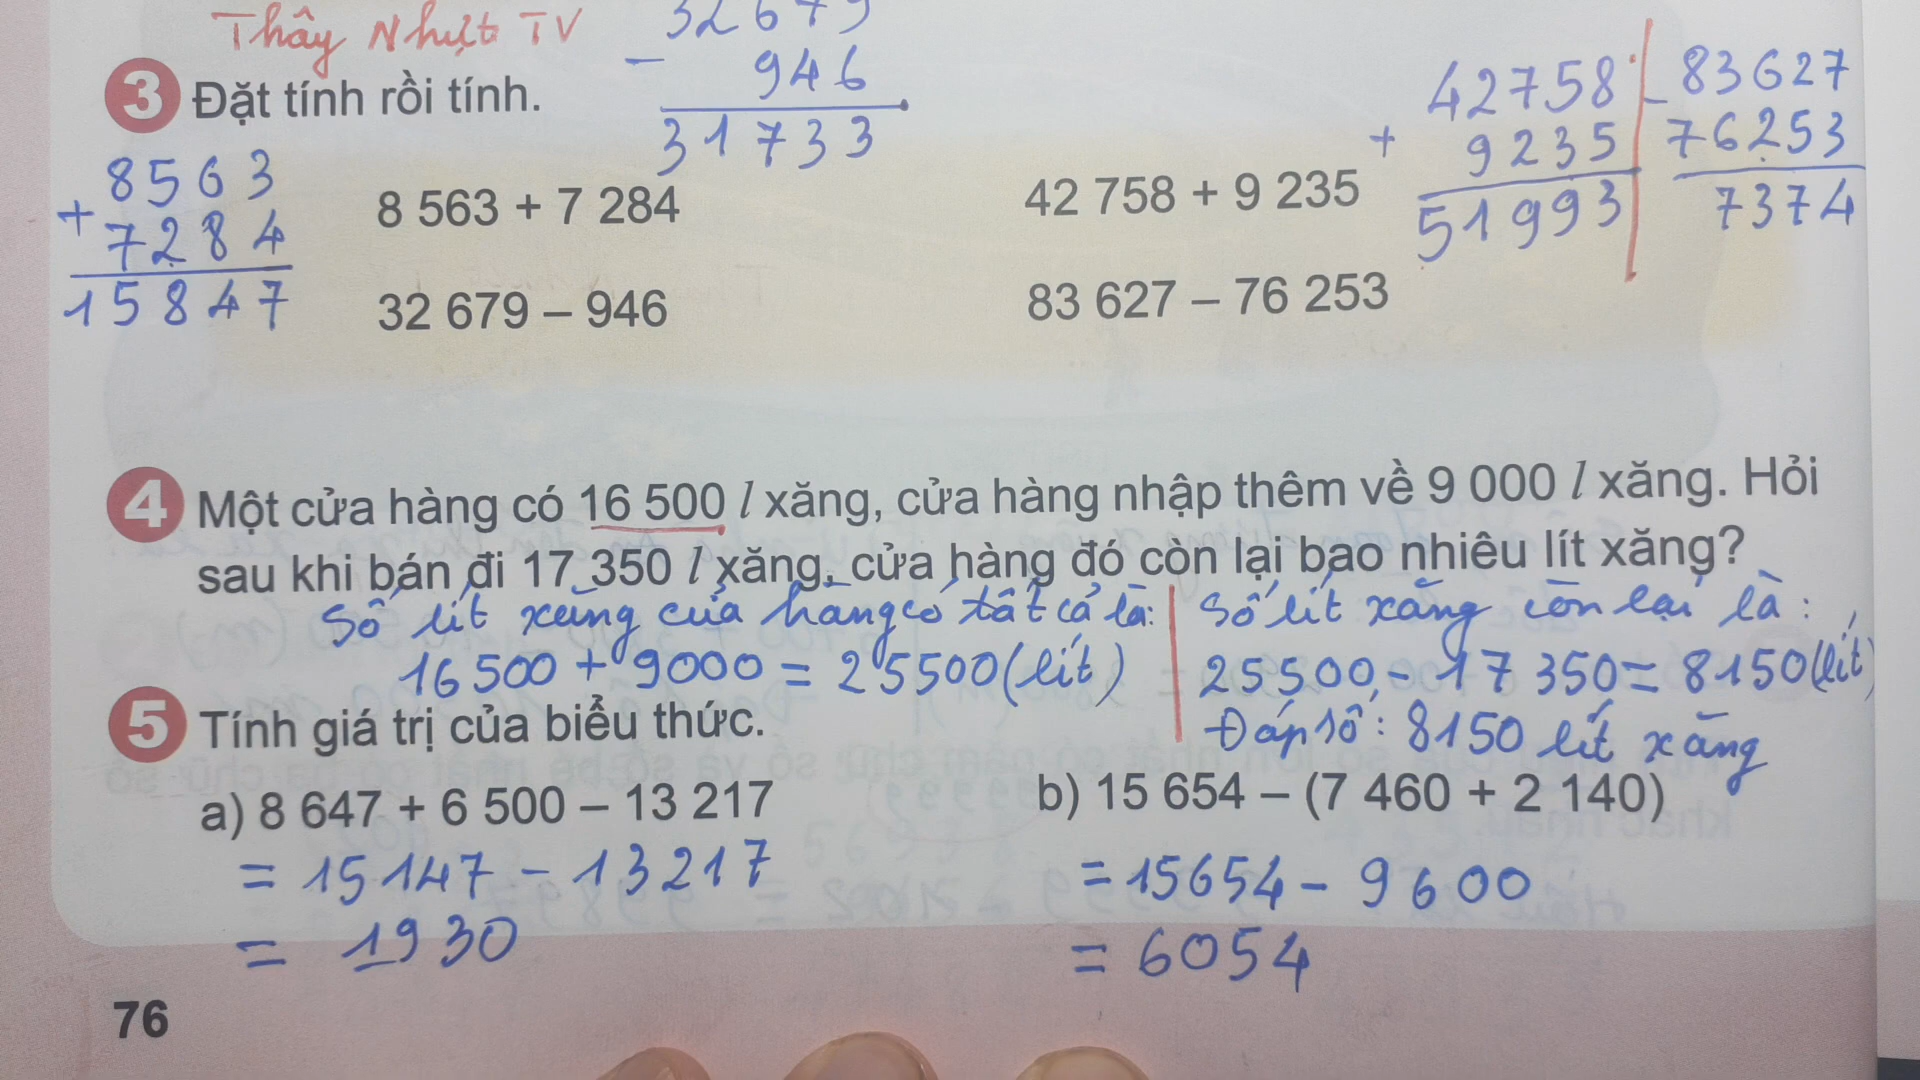 Thầy Nhựt TV
3 Đặt tính rồi tính.
32679
- 946
31733
42758
+ 9235
51993
- 83627
76253
7374
8563
+ 7284
15847
8 563 + 7 284
42 758 + 9 235
32 679 – 946
83 627 – 76 253
4 Một cửa hàng có 16 500 l xăng, cửa hàng nhập thêm về 9 000 l xăng. Hỏi
sau khi bán đi 17 350 l xăng, cửa hàng đó còn lại bao nhiêu lít xăng?
Số lít xăng cửa hàng có tất cả là:
16 500 + 9000 = 25500 (lít)
Số lít xăng còn lại là:
25500 - 17 350 = 8150 (lít)
Đáp số: 8150 lít xăng
5 Tính giá trị của biểu thức.
a) 8 647 + 6 500 – 13 217
= 15147 - 13217
= 1930
b) 15 654 – (7 460 + 2 140)
= 15654 - 9600
= 6054
76